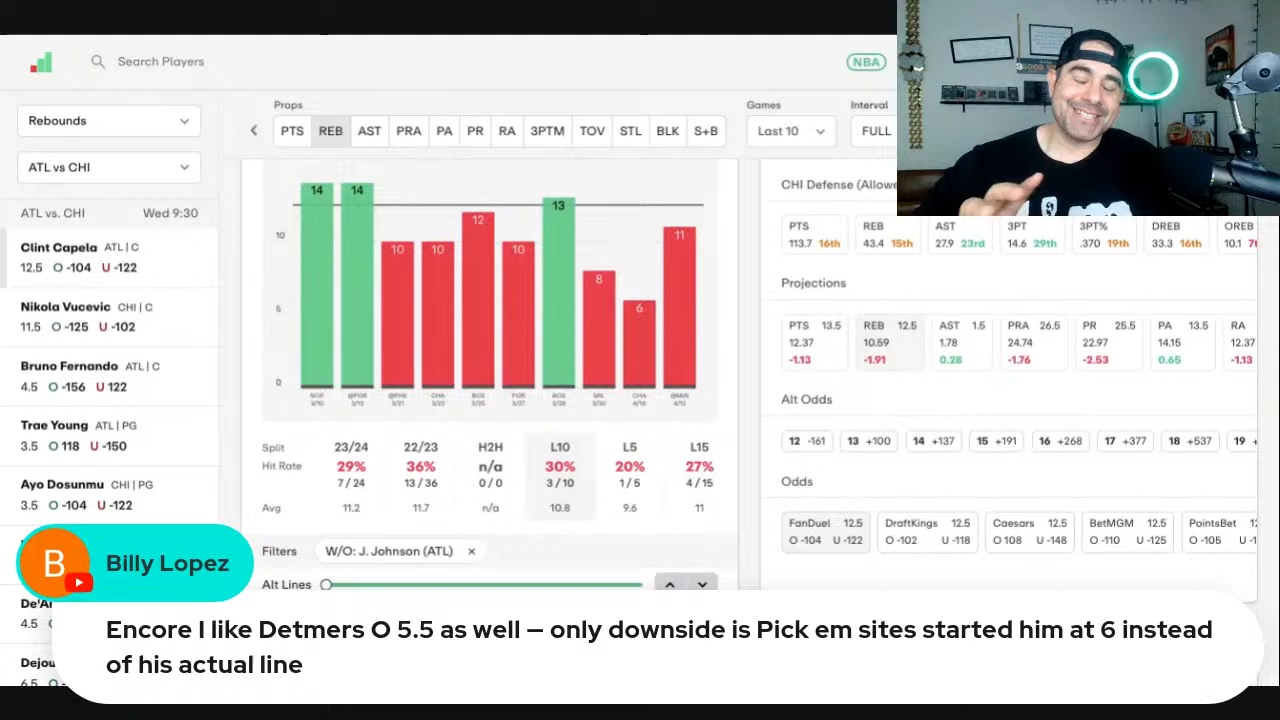 Search Players
NBA
Rebounds
ATL vs CHI
ATL vs. CHI Wed 9:30
Clint Capela ATL | C
12.5 O -104 U -122
Nikola Vucevic CHI | C
11.5 O -125 U -102
Bruno Fernando ATL | C
4.5 O -156 U 122
Trae Young ATL | PG
3.5 O 118 U -150
Ayo Dosunmu CHI | PG
3.5 O -104 U -122
4.5
Props
PTS REB AST PRA PA PR RA 3PTM TOV STL BLK S+B
Games
Last 10
Interval
FULL
14 14 10 10 12 10 13 8 6 11
10
5
0
Split 23/24 22/23 H2H L10 L5 L15
Hit Rate 29% 36% n/a 30% 20% 27%
7 / 24 13 / 36 0 / 0 3 / 10 1 / 5 4 / 15
Avg 11.2 11.7 n/a 10.8 9.6 11
Filters W/O: J. Johnson (ATL) ×
Alt Lines
CHI Defense (Allowe
PTS REB AST 3PT 3PT% DREB OREB
113.7 16th 43.4 15th 27.9 23rd 14.6 29th .370 19th 33.3 16th 10.1
Projections
PTS 13.5 REB 12.5 AST 1.5 PRA 26.5 PR 25.5 PA 13.5 RA
12.37 10.59 1.78 24.74 22.97 14.15 12.37
-1.13 -1.91 0.28 -1.76 -2.53 0.65 -1.13
Alt Odds
12 -161 13 +100 14 +137 15 +191 16 +268 17 +377 18 +537 19
Odds
FanDuel 12.5 DraftKings 12.5 Caesars 12.5 BetMGM 12.5 PointsBet
O -104 U -122 O -102 U -118 O 108 U -148 O -110 U -125 O -105
B
Billy Lopez
Encore I like Detmers O 5.5 as well — only downside is Pick em sites started him at 6 instead
of his actual line